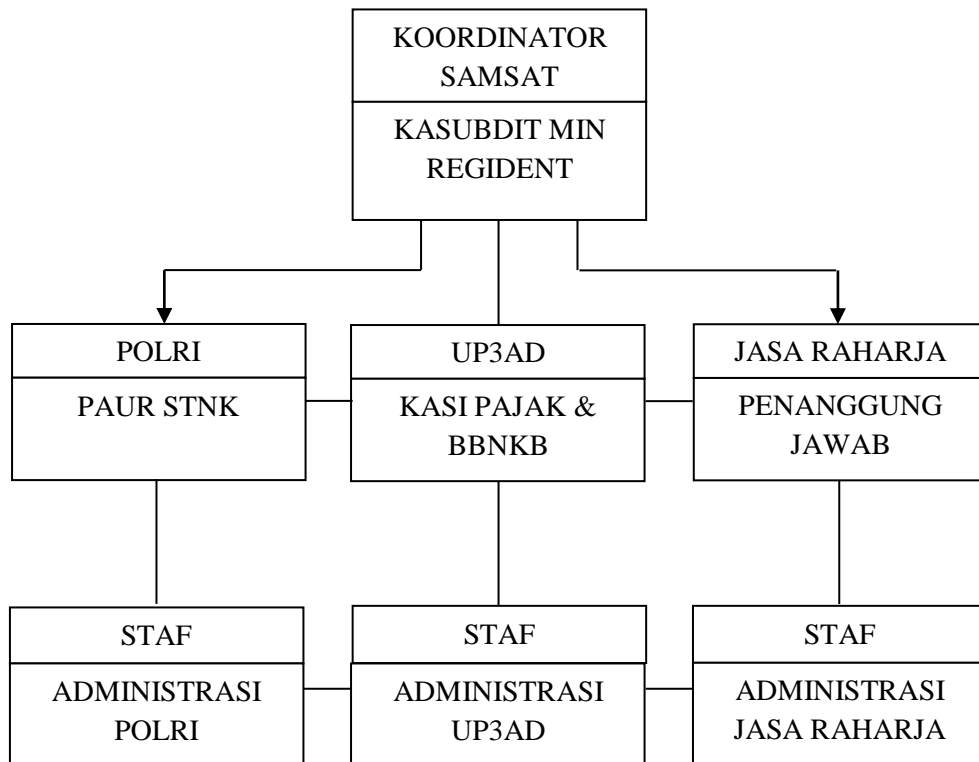 KOORDINATOR
SAMSAT
KASUBDIT MIN
REGIDENT
POLRI
PAUR STNK
UP3AD
KASI PAJAK &
BBNKB
JASA RAHARJA
PENANGGUNG
JAWAB
STAF
ADMINISTRASI
POLRI
STAF
ADMINISTRASI
UP3AD
STAF
ADMINISTRASI
JASA RAHARJA